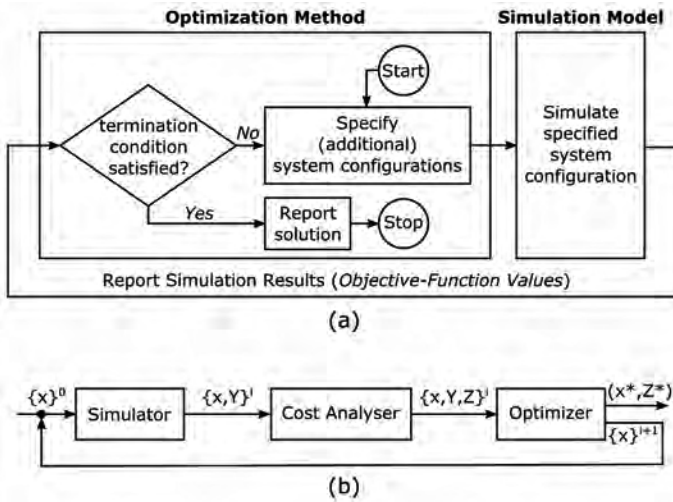 Optimization Method
Simulation Model
Start
termination
condition
satisfied?
No
Specify
(additional)
system configurations
Simulate
specified
system
configuration
Yes
Report
solution
Stop
Report Simulation Results (Objective-Function Values)
(a)
{x}⁰
Simulator
{x,Y}ⁱ
Cost Analyser
{x,Y,Z}ⁱ
Optimizer
(x*,Z*)
{x}ⁱ⁺¹
(b)